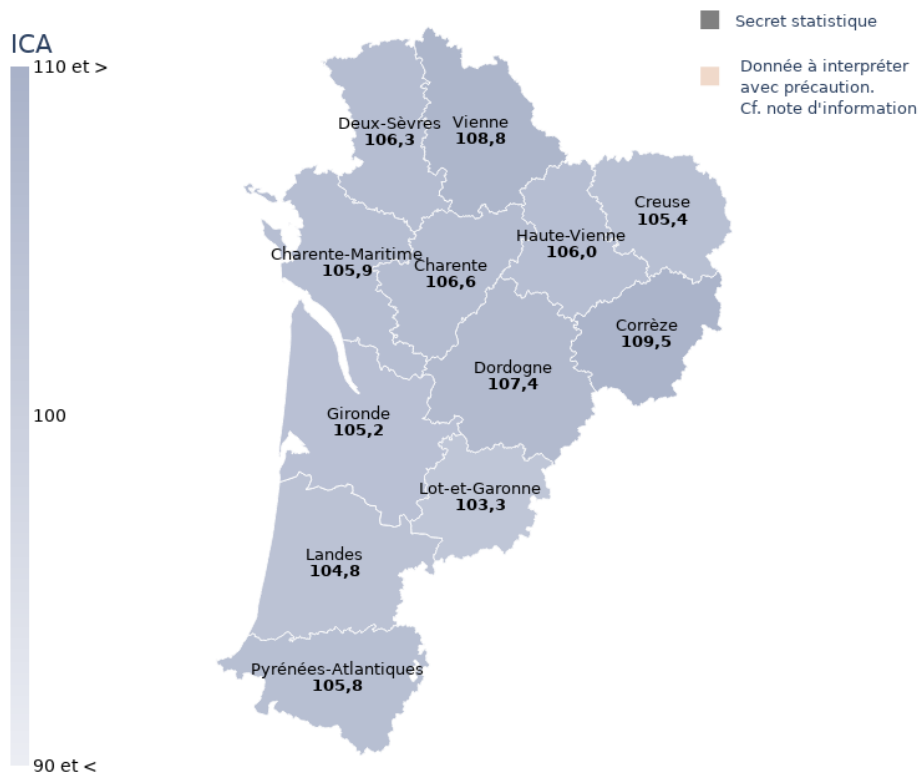 Secret statistique
ICA
110 et >
Donnée à interpréter
avec précaution.
Cf. note d'information
Deux-Sèvres
106,3
Vienne
108,8
Creuse
105,4
Haute-Vienne
106,0
Charente-Maritime
105,9
Charente
106,6
Corrèze
109,5
Dordogne
107,4
100
Gironde
105,2
Lot-et-Garonne
103,3
Landes
104,8
Pyrénées-Atlantiques
105,8
90 et <